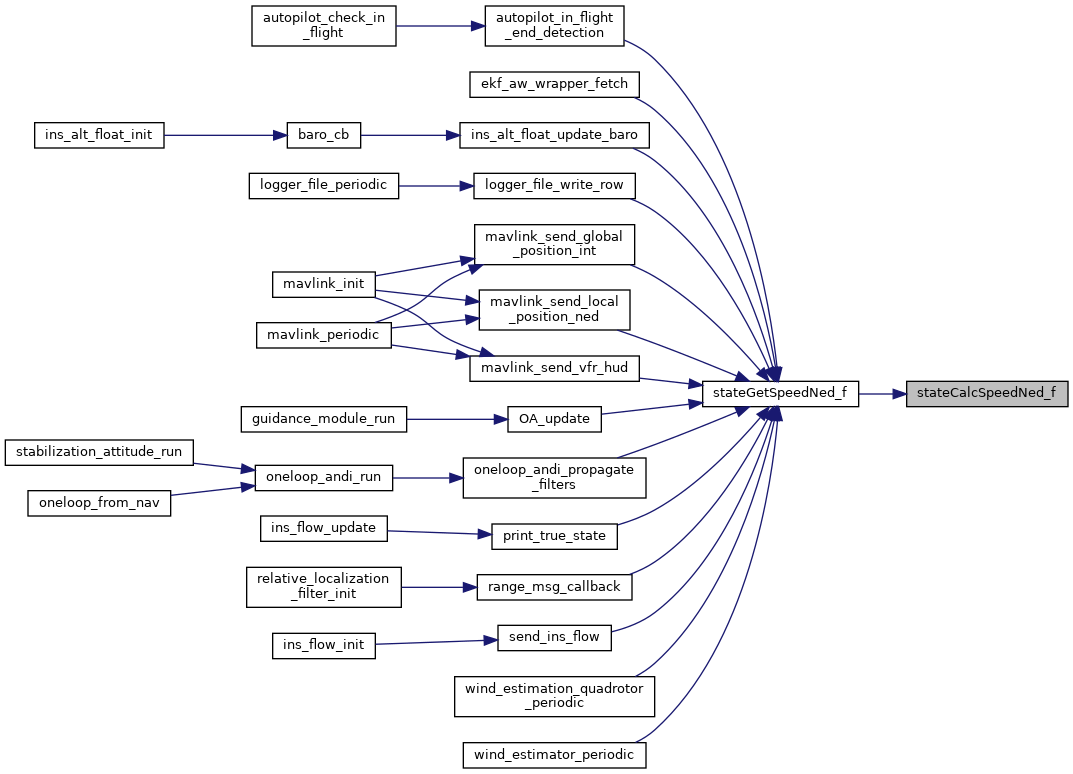 autopilot_check_in
_flight
autopilot_in_flight
_end_detection
ekf_aw_wrapper_fetch
ins_alt_float_init
baro_cb
ins_alt_float_update_baro
logger_file_periodic
logger_file_write_row
mavlink_send_global
_position_int
mavlink_init
mavlink_send_local
_position_ned
mavlink_periodic
mavlink_send_vfr_hud
stateGetSpeedNed_f
stateCalcSpeedNed_f
guidance_module_run
OA_update
stabilization_attitude_run
oneloop_andi_run
oneloop_andi_propagate
_filters
oneloop_from_nav
ins_flow_update
print_true_state
relative_localization
_filter_init
range_msg_callback
ins_flow_init
send_ins_flow
wind_estimation_quadrotor
_periodic
wind_estimator_periodic